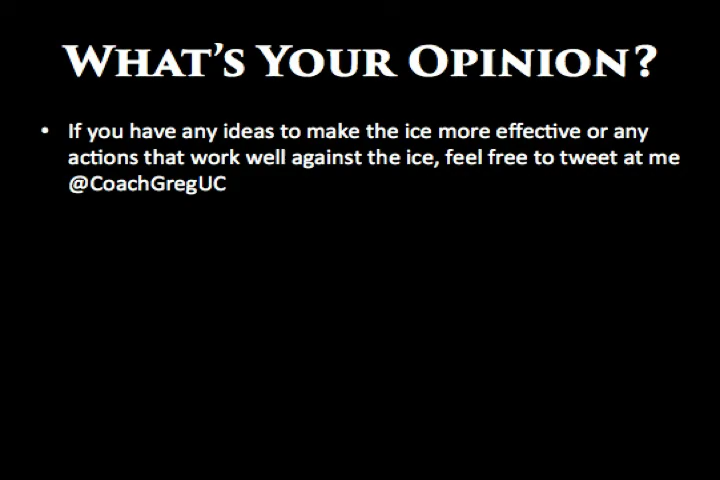 What's Your Opinion?
• If you have any ideas to make the ice more effective or any
actions that work well against the ice, feel free to tweet at me
@CoachGregUC